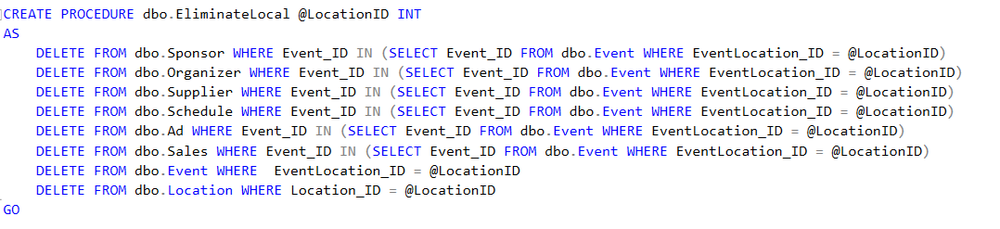 CREATE PROCEDURE dbo.EliminateLocal @LocationID INT
AS
    DELETE FROM dbo.Sponsor WHERE Event_ID IN (SELECT Event_ID FROM dbo.Event WHERE EventLocation_ID = @LocationID)
    DELETE FROM dbo.Organizer WHERE Event_ID IN (SELECT Event_ID FROM dbo.Event WHERE EventLocation_ID = @LocationID)
    DELETE FROM dbo.Supplier WHERE Event_ID IN (SELECT Event_ID FROM dbo.Event WHERE EventLocation_ID = @LocationID)
    DELETE FROM dbo.Schedule WHERE Event_ID IN (SELECT Event_ID FROM dbo.Event WHERE EventLocation_ID = @LocationID)
    DELETE FROM dbo.Ad WHERE Event_ID IN (SELECT Event_ID FROM dbo.Event WHERE EventLocation_ID = @LocationID)
    DELETE FROM dbo.Sales WHERE Event_ID IN (SELECT Event_ID FROM dbo.Event WHERE EventLocation_ID = @LocationID)
    DELETE FROM dbo.Event WHERE  EventLocation_ID = @LocationID
    DELETE FROM dbo.Location WHERE Location_ID = @LocationID
GO